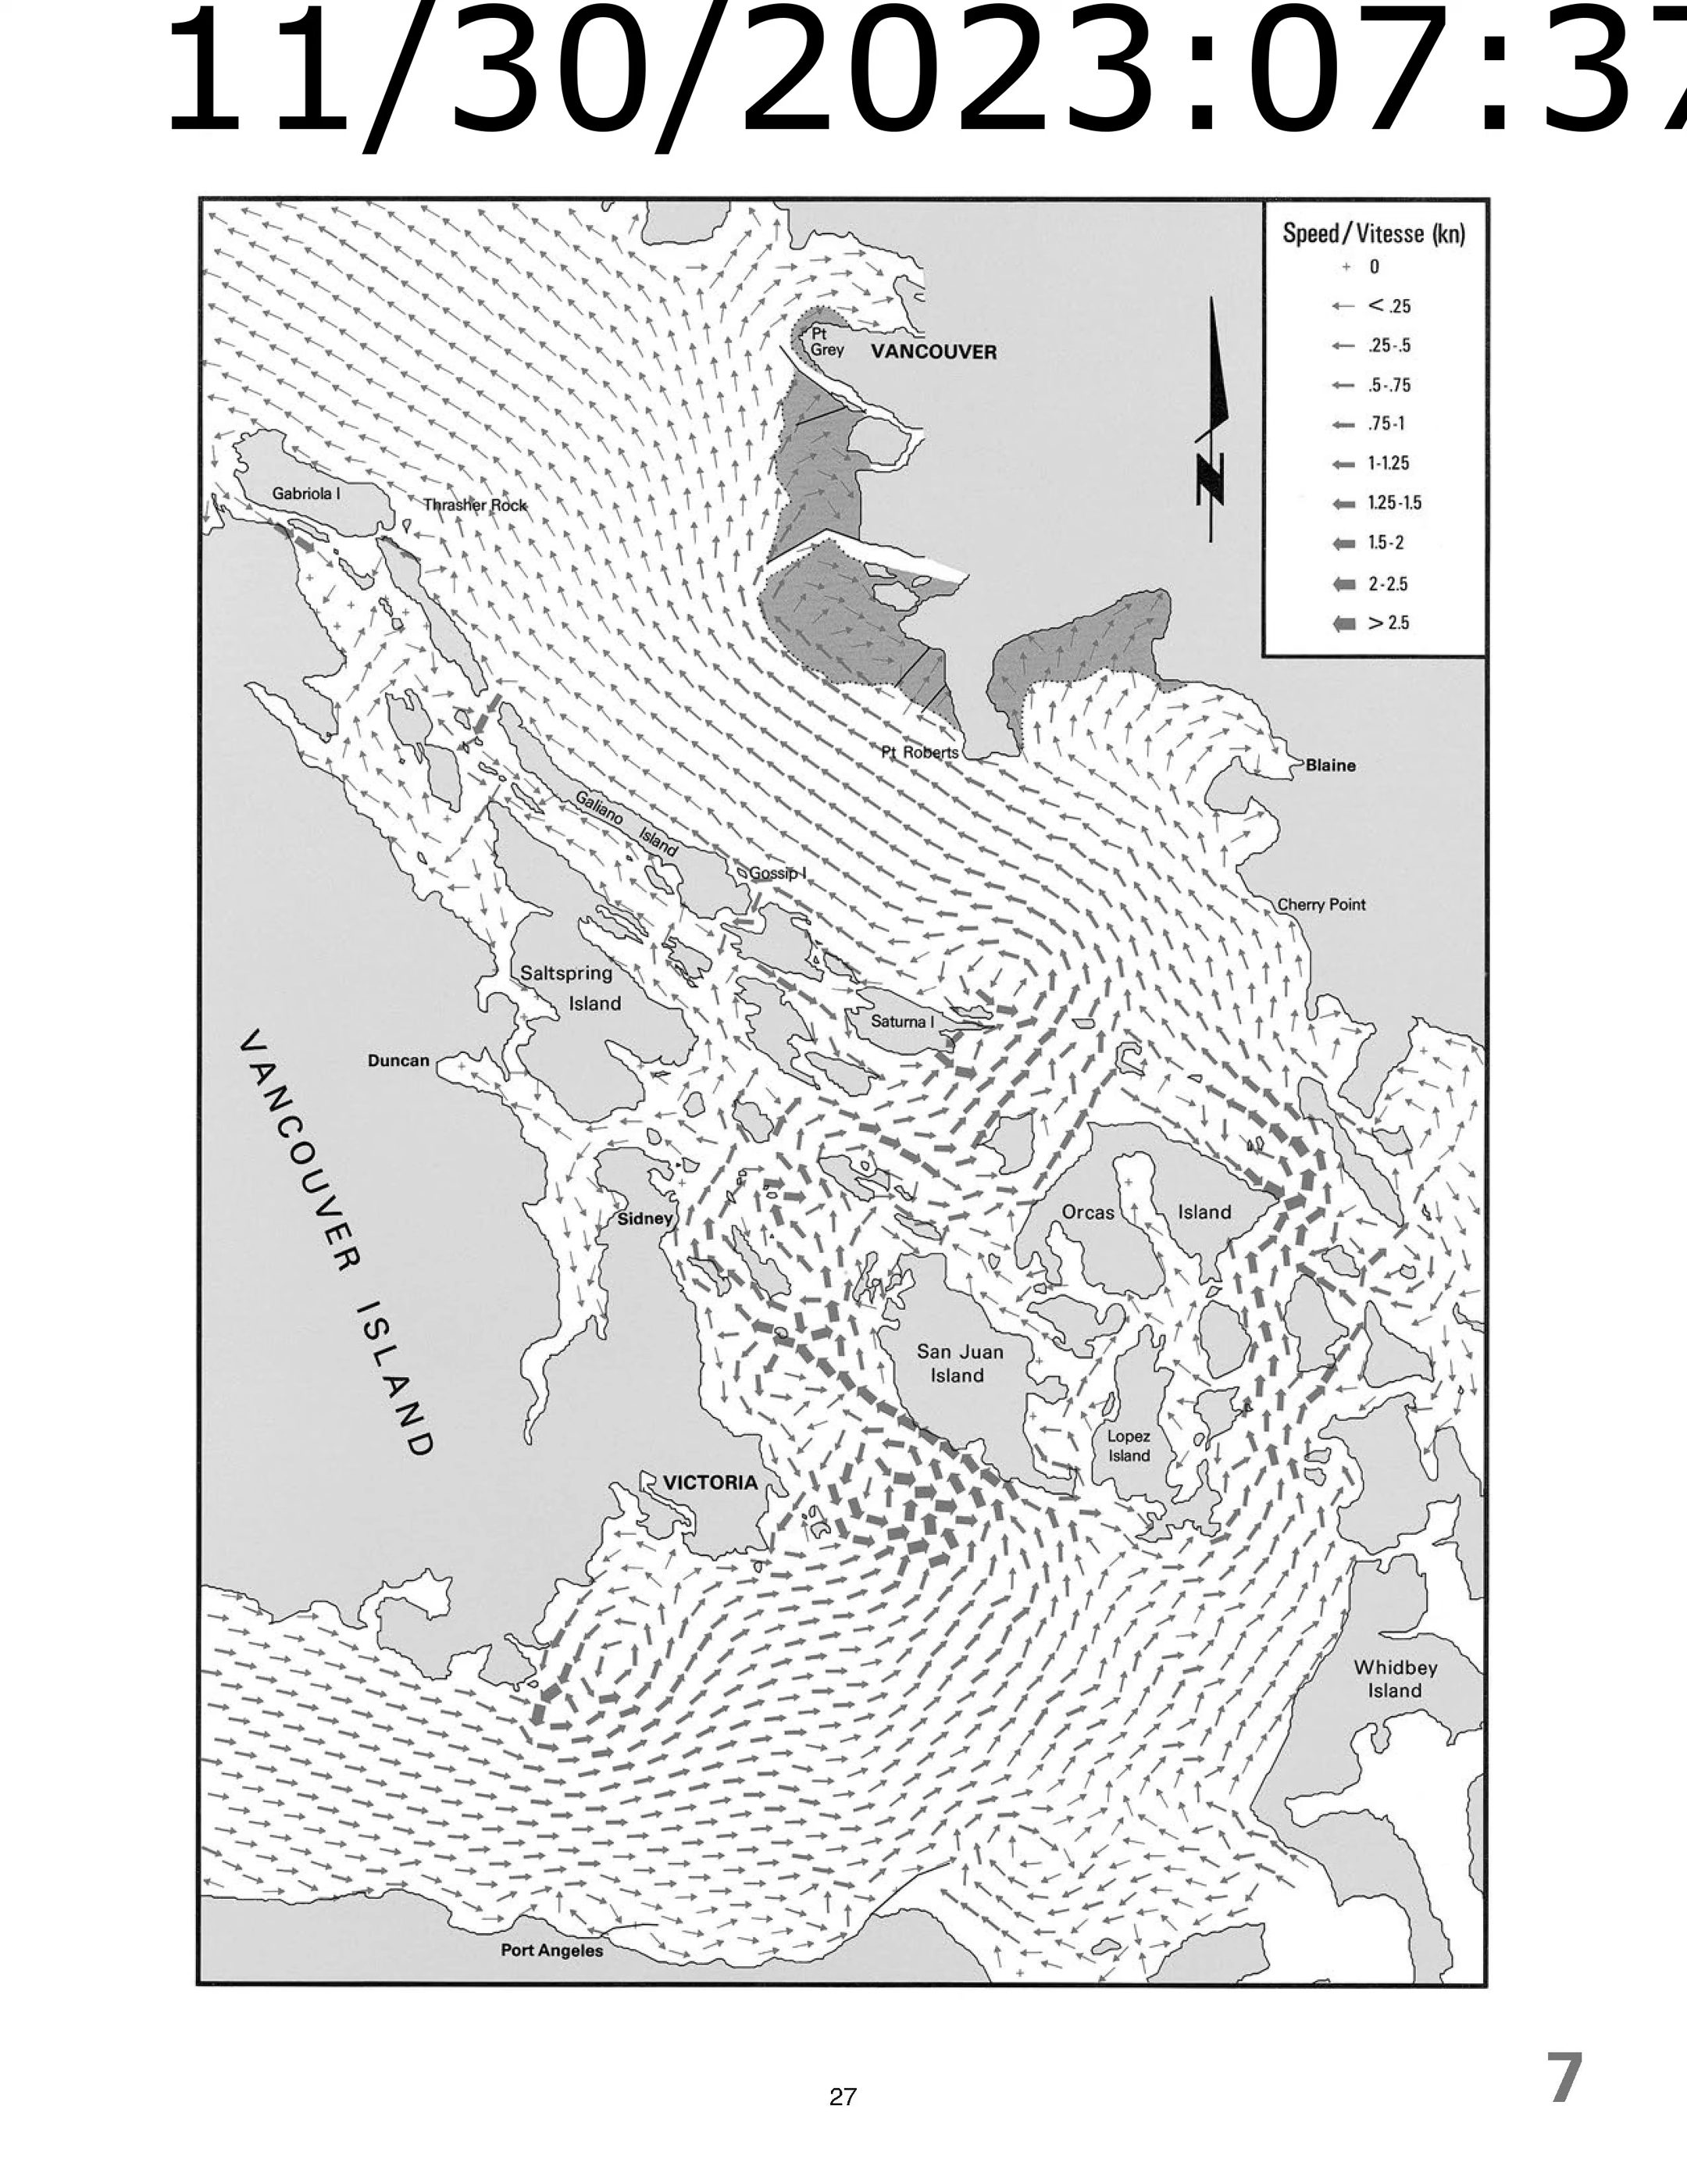 11/30/2023:07:37
Speed/Vitesse (kn)
+ 0
< .25
.25-.5
.5-.75
.75-1
1-1.25
1.25-1.5
1.5-2
2-2.5
> 2.5
N
Pt
Grey
VANCOUVER
Gabriola I
Thrasher Rock
Pt Roberts
Blaine
Galiano Island
Gossip I
Cherry Point
Saltspring
Island
Saturna I
Duncan
VANCOUVER ISLAND
Orcas Island
Sidney
San Juan
Island
Lopez
Island
VICTORIA
Whidbey
Island
Port Angeles
27
7